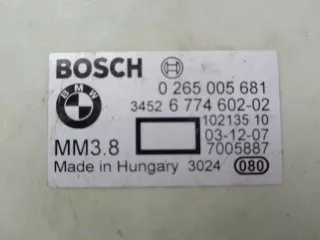 BOSCH 0 265 005 681
BMW 3452 6 774 602-02
102135 10
03-12-07
MM3.8 7005887
Made in Hungary 3024 080